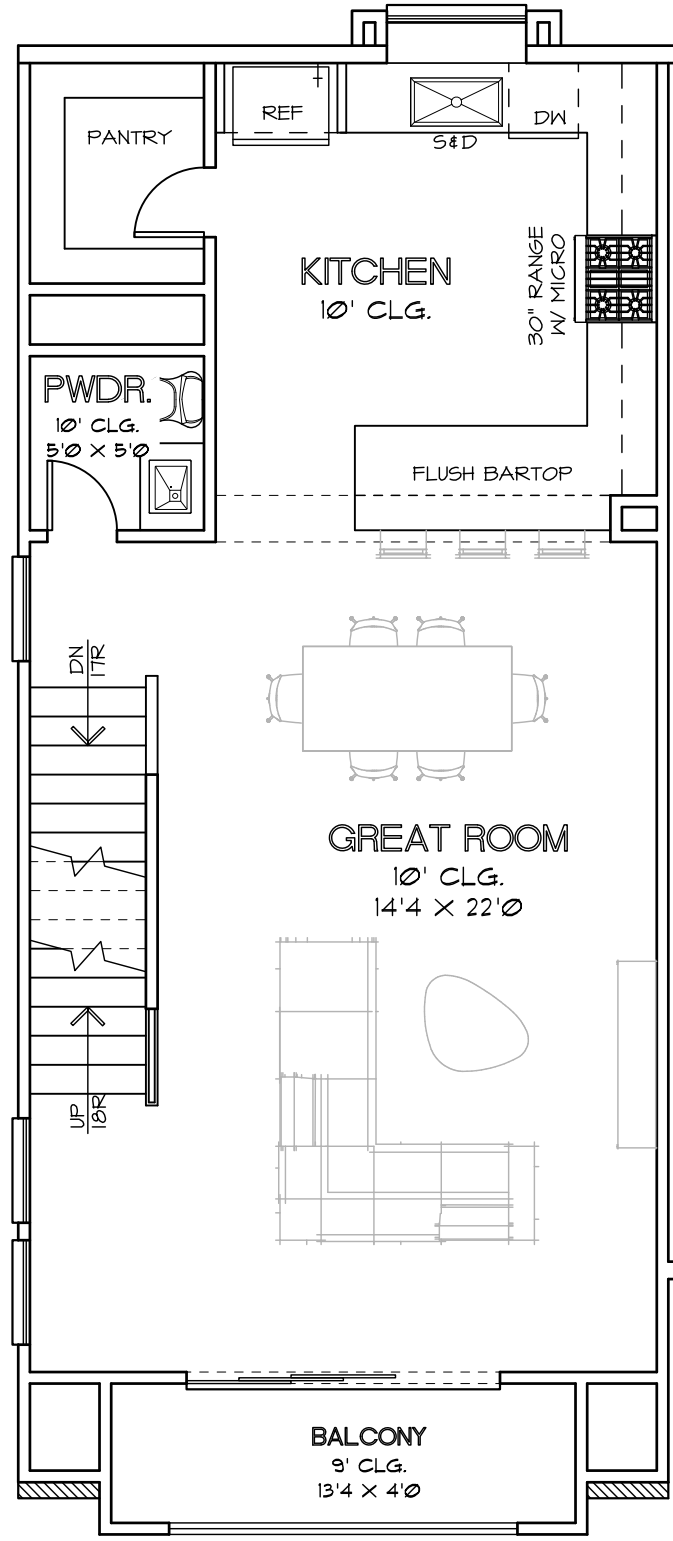 REF
DW
PANTRY
S&D
KITCHEN
10' CLG.
30" RANGE
W/ MICRO
PWDR.
10' CLG.
5'0 X 5'0
FLUSH BARTOP
DN
17R
GREAT ROOM
10' CLG.
14'4 X 22'0
UP
18R
BALCONY
9' CLG.
13'4 X 4'0